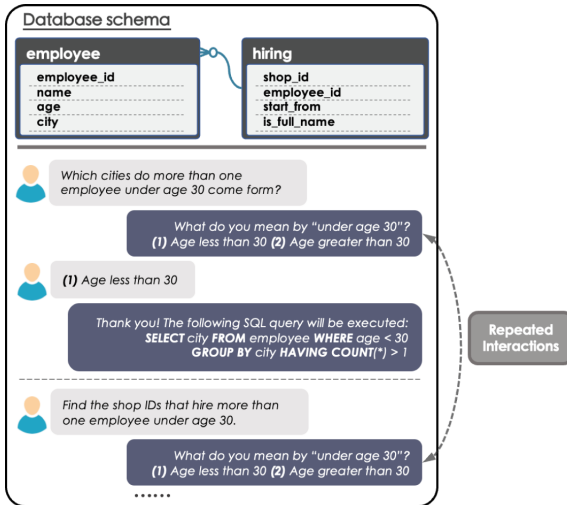 Database schema
employee
employee_id
name
age
city
hiring
shop_id
employee_id
start_from
is_full_name
Which cities do more than one
employee under age 30 come form?
What do you mean by “under age 30”?
(1) Age less than 30 (2) Age greater than 30
(1) Age less than 30
Thank you! The following SQL query will be executed:
SELECT city FROM employee WHERE age < 30
GROUP BY city HAVING COUNT(*) > 1
Repeated
Interactions
Find the shop IDs that hire more than
one employee under age 30.
What do you mean by “under age 30”?
(1) Age less than 30 (2) Age greater than 30
......